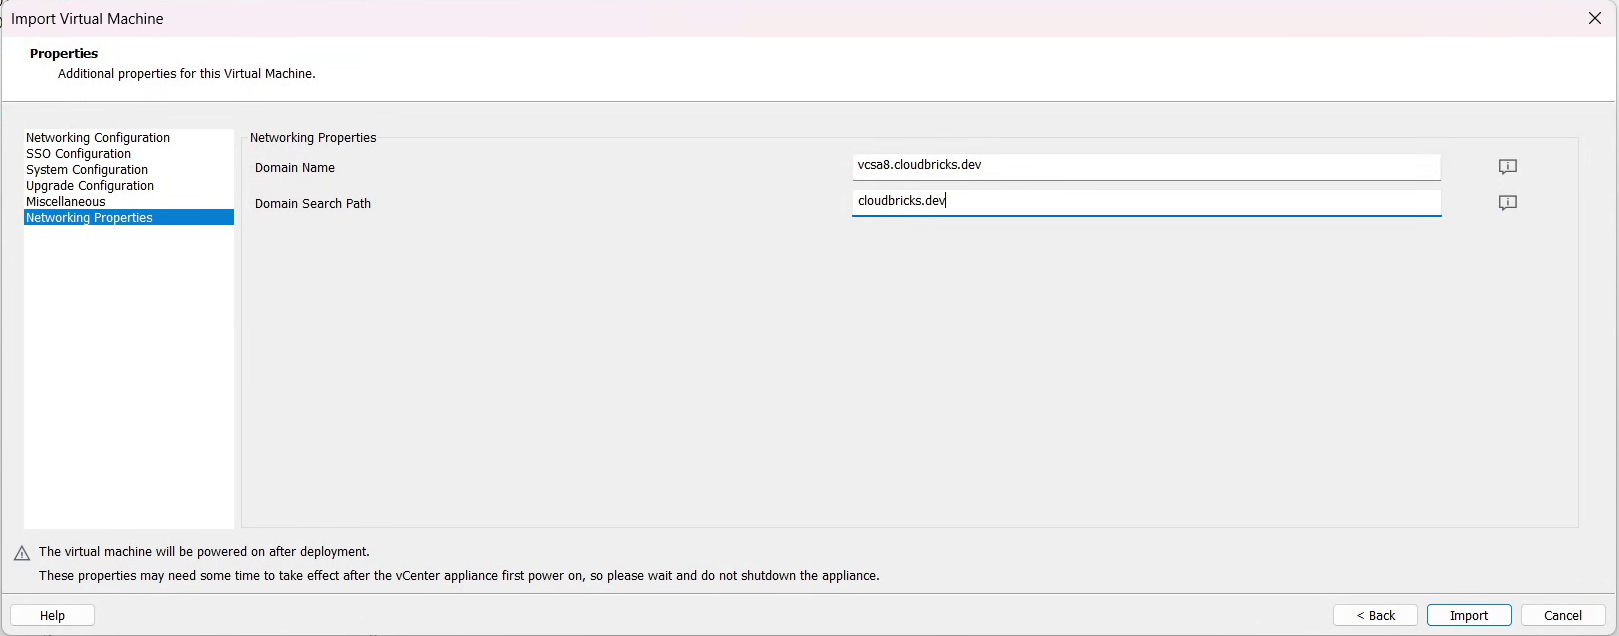 Import Virtual Machine
Properties
Additional properties for this Virtual Machine.
Networking Configuration
SSO Configuration
System Configuration
Upgrade Configuration
Miscellaneous
Networking Properties
Networking Properties
Domain Name
vcsa8.cloudbricks.dev
Domain Search Path
cloudbricks.dev
The virtual machine will be powered on after deployment.
These properties may need some time to take effect after the vCenter appliance first power on, so please wait and do not shutdown the appliance.
Help
< Back
Import
Cancel